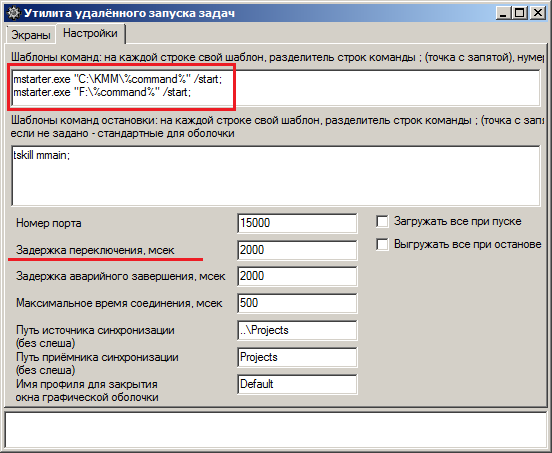 Утилита удалённого запуска задач
Экраны
Настройки
Шаблоны команд: на каждой строке свой шаблон, разделитель строк команды ; (точка с запятой), нумер
mstarter.exe "C:\KMM\%command%" /start;
mstarter.exe "F:\%command%" /start;
Шаблоны команд остановки: на каждой строке свой шаблон, разделитель строк команды ; (точка с зап
если не задано - стандартные для оболочки
tskill mmain;
Номер порта
15000
Загружать все при пуске
Задержка переключения, мсек
2000
Выгружать все при останове
Задержка аварийного завершения, мсек
2000
Максимальное время соединения, мсек
500
Путь источника синхронизации
(без слеша)
..\Projects
Путь приёмника синхронизации
(без слеша)
Projects
Имя профиля для закрытия
окна графической оболочки
Default